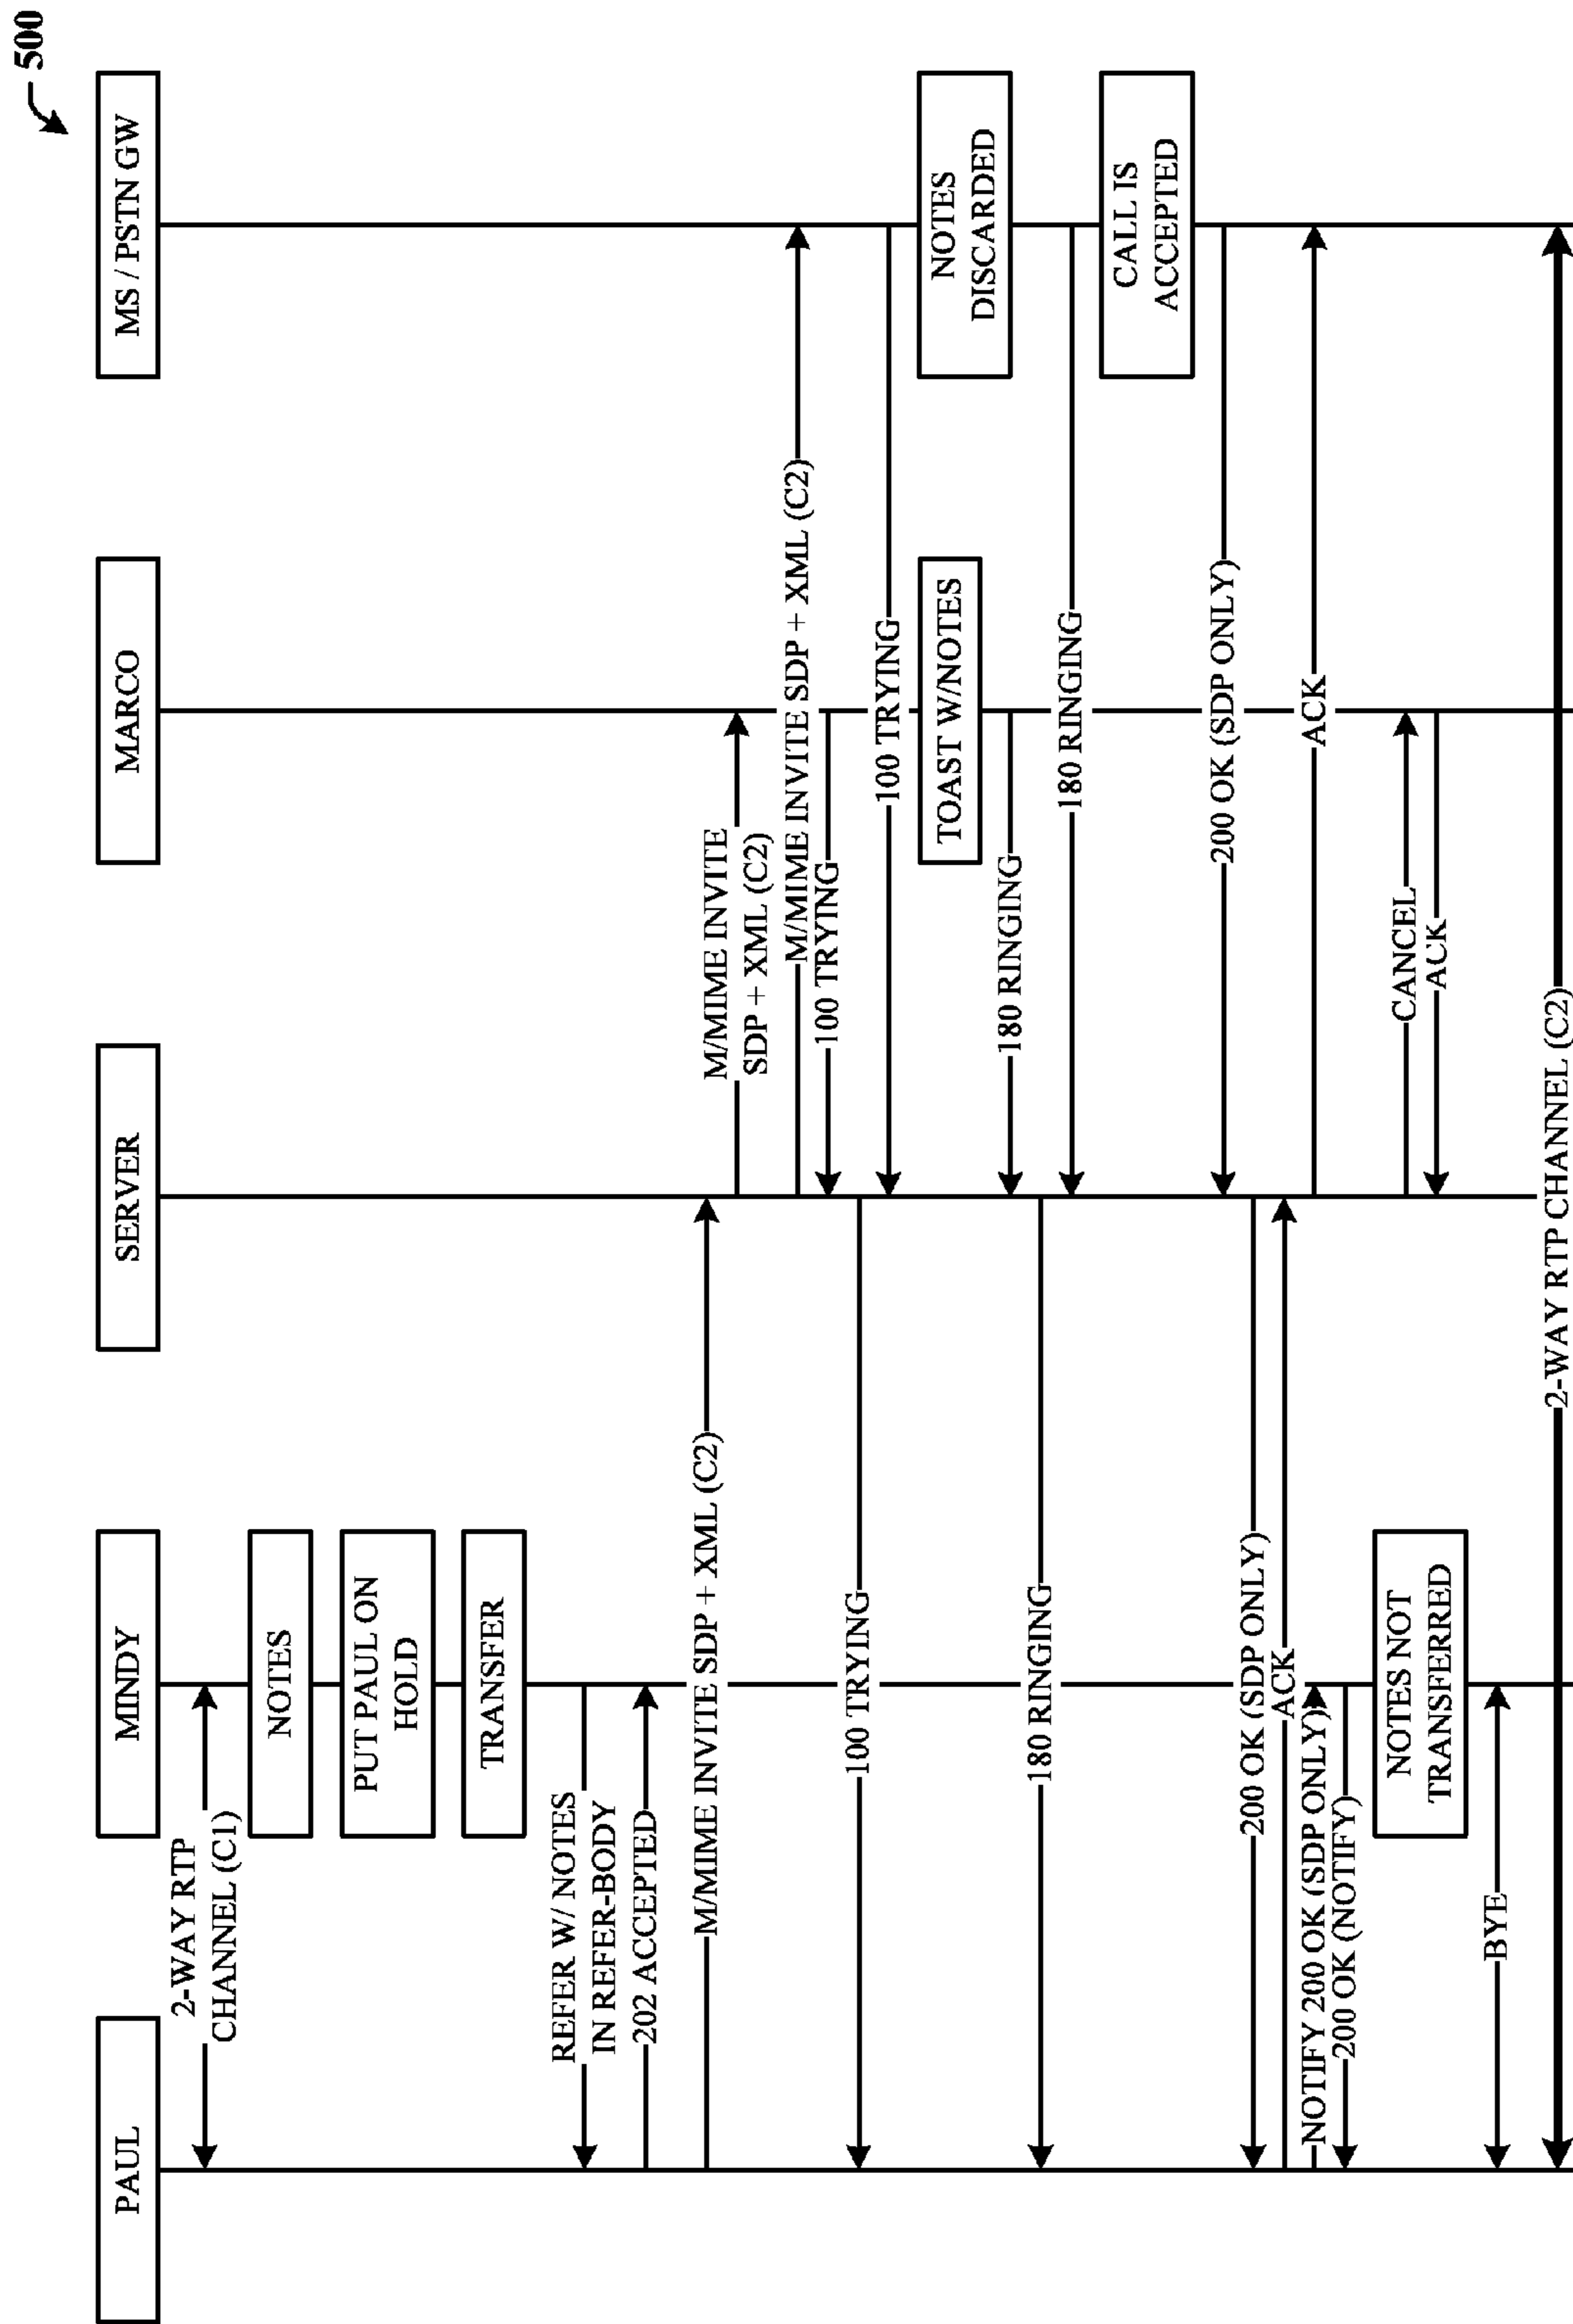 500
PAUL
MINDY
SERVER
MARCO
MS / PSTN GW
2-WAY RTP
CHANNEL (C1)
NOTES
PUT PAUL ON
HOLD
TRANSFER
REFER W/ NOTES
IN REFER-BODY
202 ACCEPTED
M/MIME INVITE SDP + XML (C2)
M/MIME INVITE
SDP + XML (C2)
M/MIME INVITE SDP + XML (C2)
100 TRYING
100 TRYING
100 TRYING
TOAST W/NOTES
NOTES
DISCARDED
180 RINGING
180 RINGING
180 RINGING
CALL IS
ACCEPTED
200 OK (SDP ONLY)
200 OK (SDP ONLY)
ACK
ACK
NOTIFY 200 OK (SDP ONLY)
200 OK (NOTIFY)
NOTES NOT
TRANSFERRED
CANCEL
ACK
BYE
2-WAY RTP CHANNEL (C2)